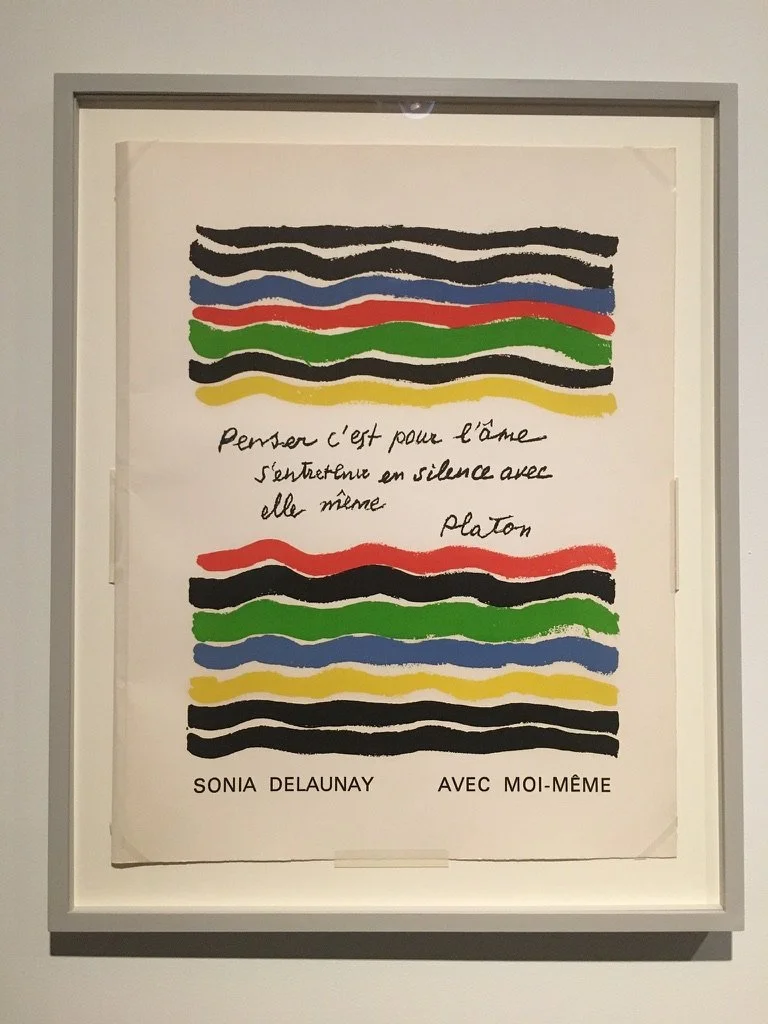 Penser c'est pour l'âme
s'entretenir en silence avec
elle même
Platon
SONIA DELAUNAY AVEC MOI-MÊME